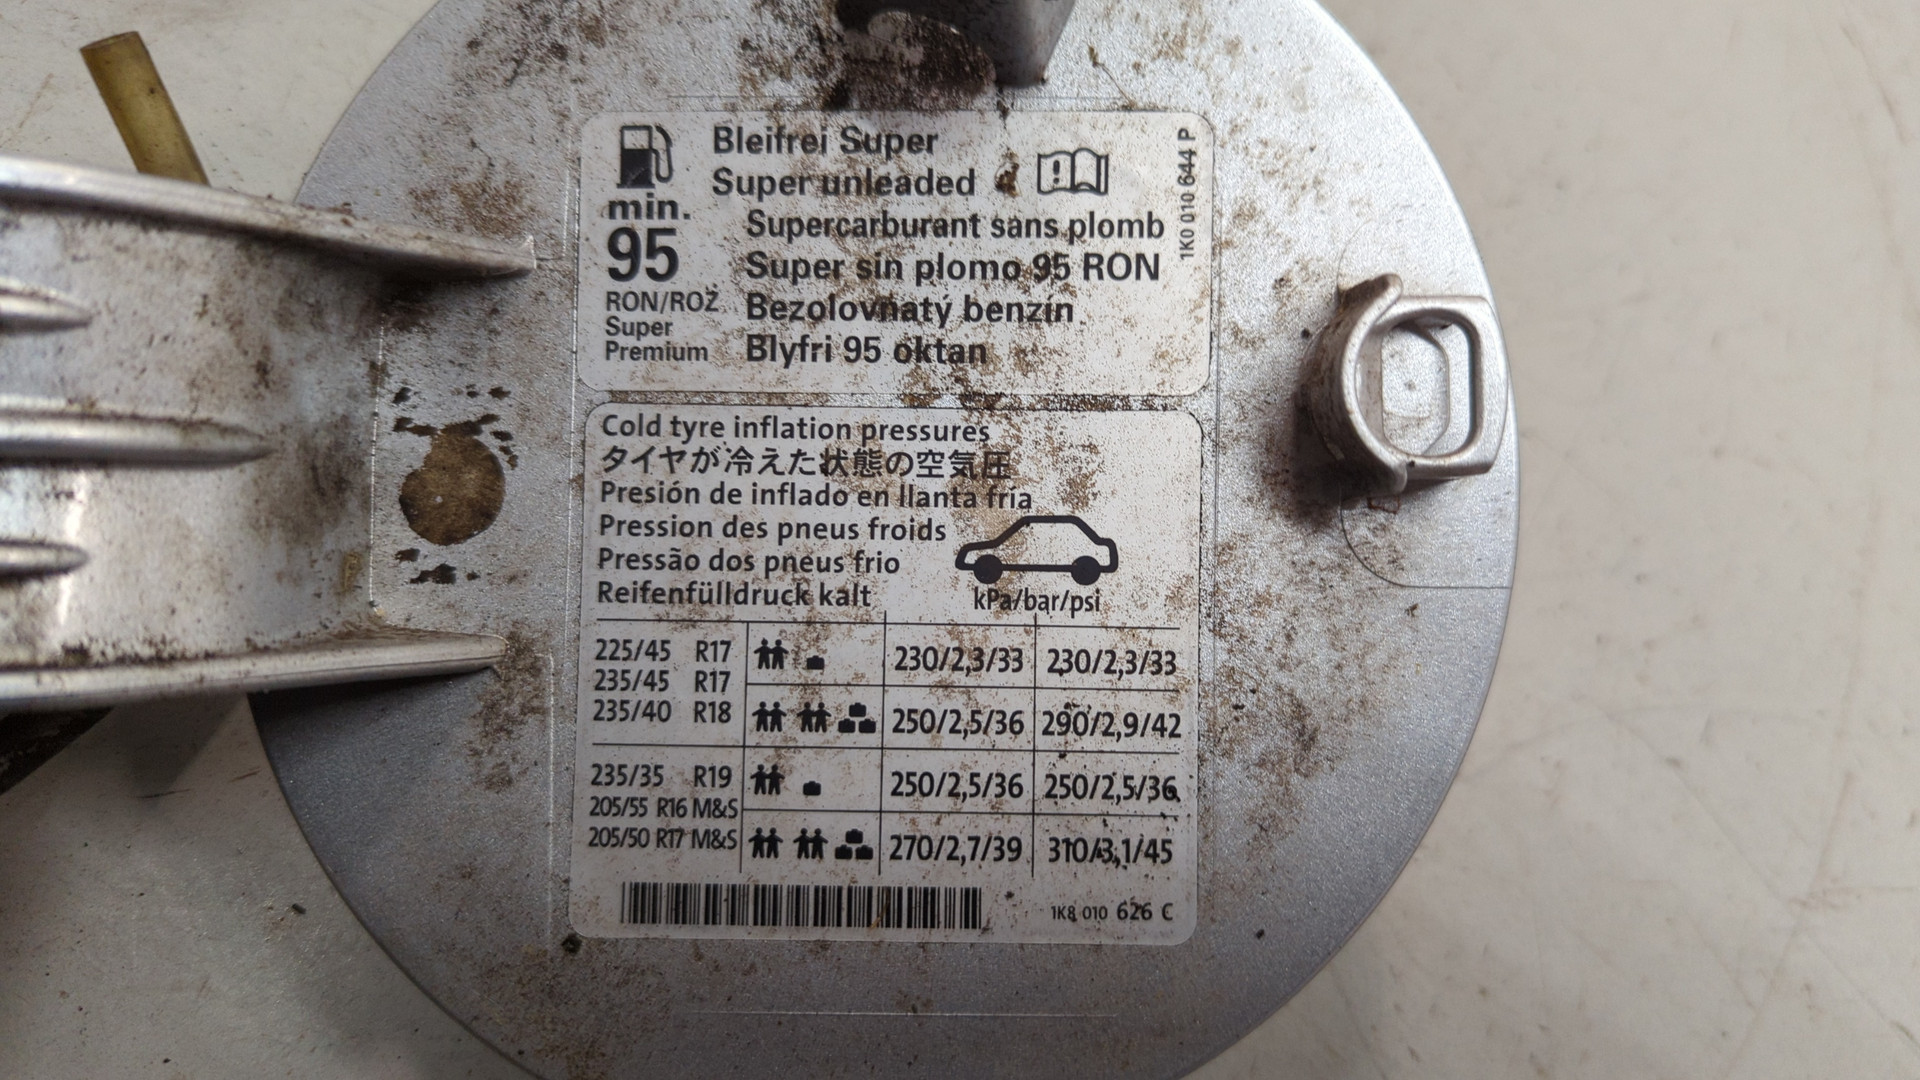 Bleifrei Super
Super unleaded
min.
95
RON/ROZ
Super
Premium
Supercarburant sans plomb
Super sin plomo 95 RON
Bezolovnatý benzín
Blyfri 95 oktan
1K0 010 644 P
Cold tyre inflation pressures
タイヤが冷えた状態の空気圧
Presión de inflado en llanta fría
Pression des pneus froids
Pressão dos pneus frio
Reifenfülldruck kalt
kPa/bar/psi
225/45 R17
235/45 R17
235/40 R18
230/2,3/33 230/2,3/33
250/2,5/36 290/2,9/42
235/35 R19
205/55 R16 M&S
205/50 R17 M&S
250/2,5/36 250/2,5/36
270/2,7/39 310/3,1/45
1K8 010 626 C